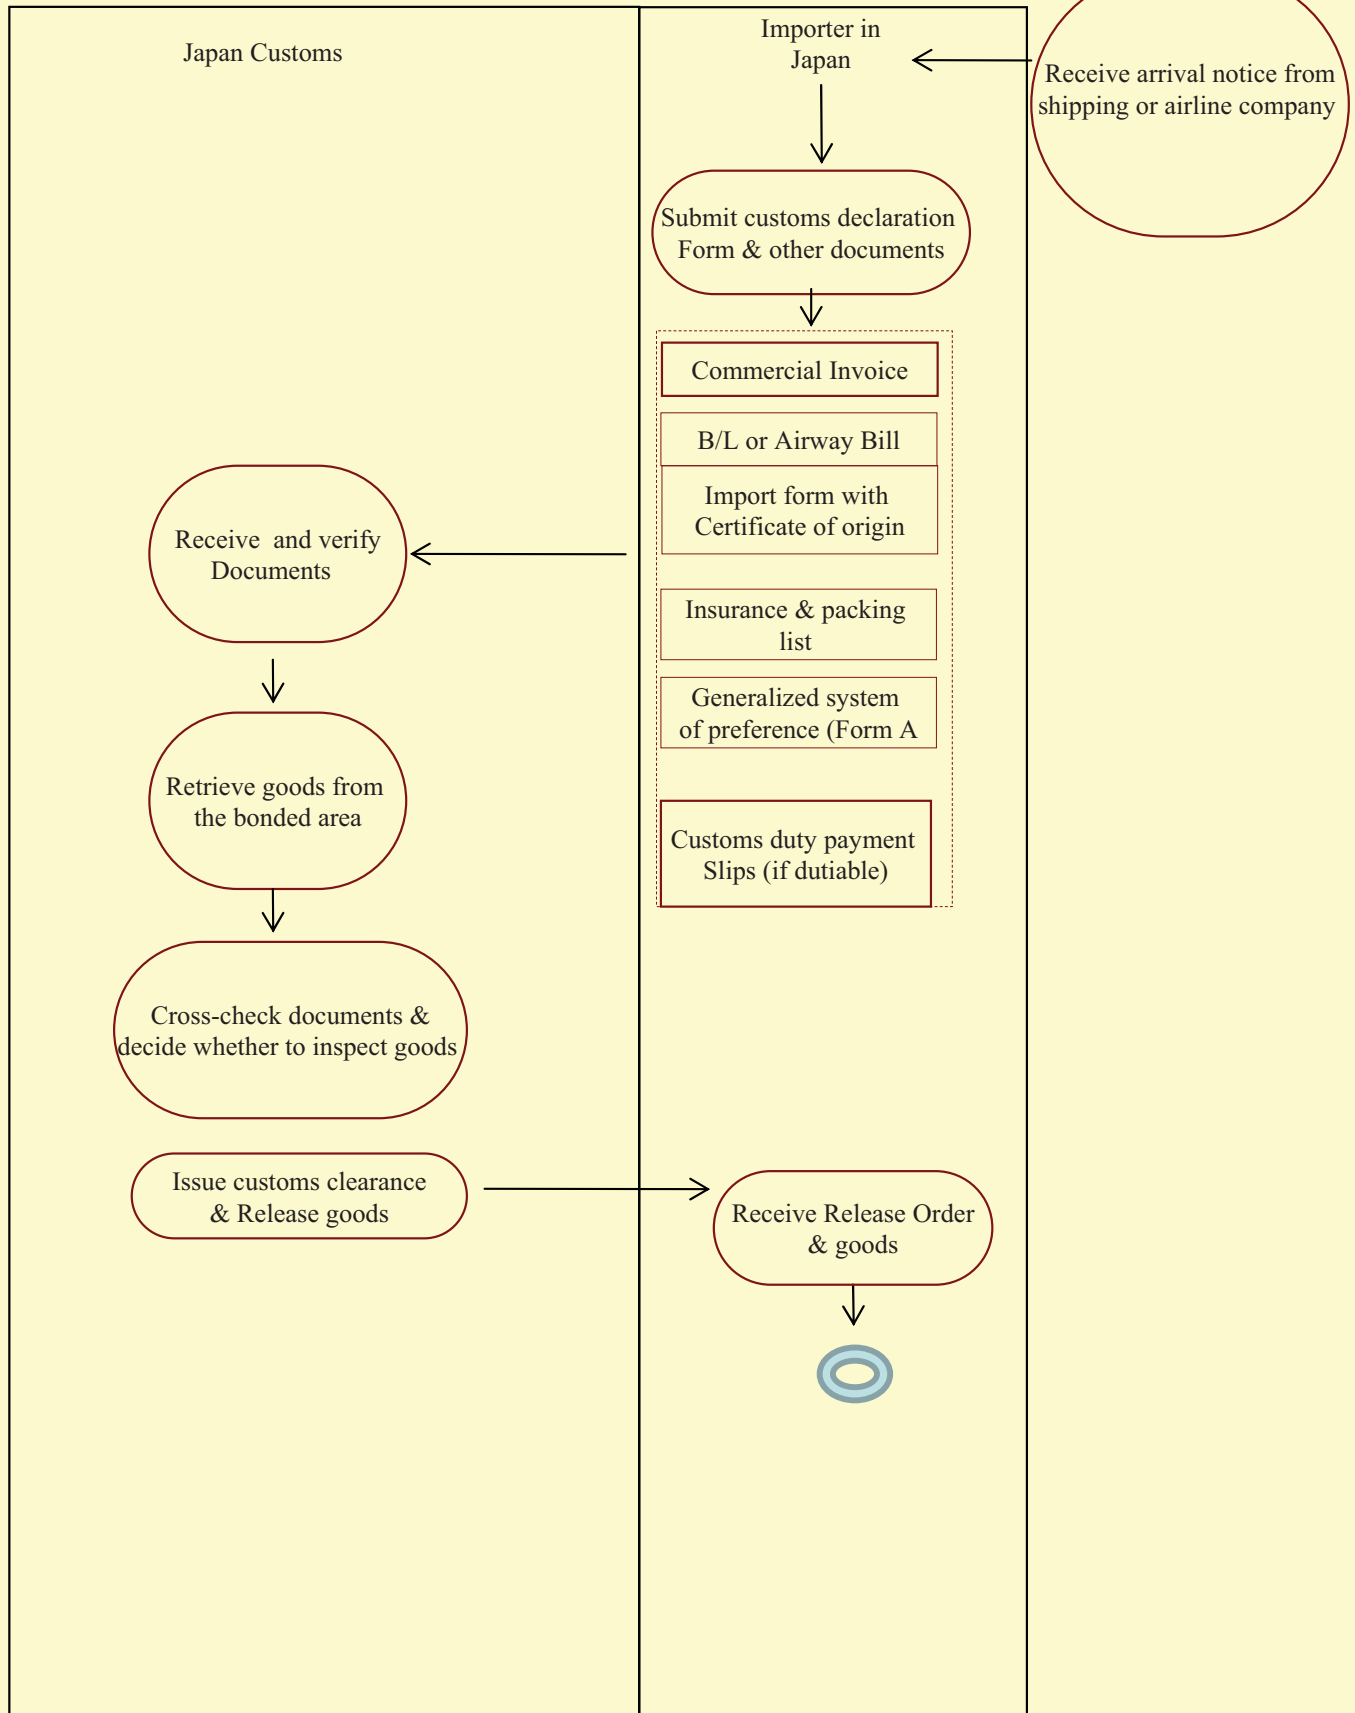 Japan Customs
Importer in
Japan
Receive arrival notice from
shipping or airline company
Submit customs declaration
Form & other documents
Commercial Invoice
B/L or Airway Bill
Import form with
Certificate of origin
Insurance & packing
list
Generalized system
of preference (Form A
Customs duty payment
Slips (if dutiable)
Receive and verify
Documents
Retrieve goods from
the bonded area
Cross-check documents &
decide whether to inspect goods
Issue customs clearance
& Release goods
Receive Release Order
& goods